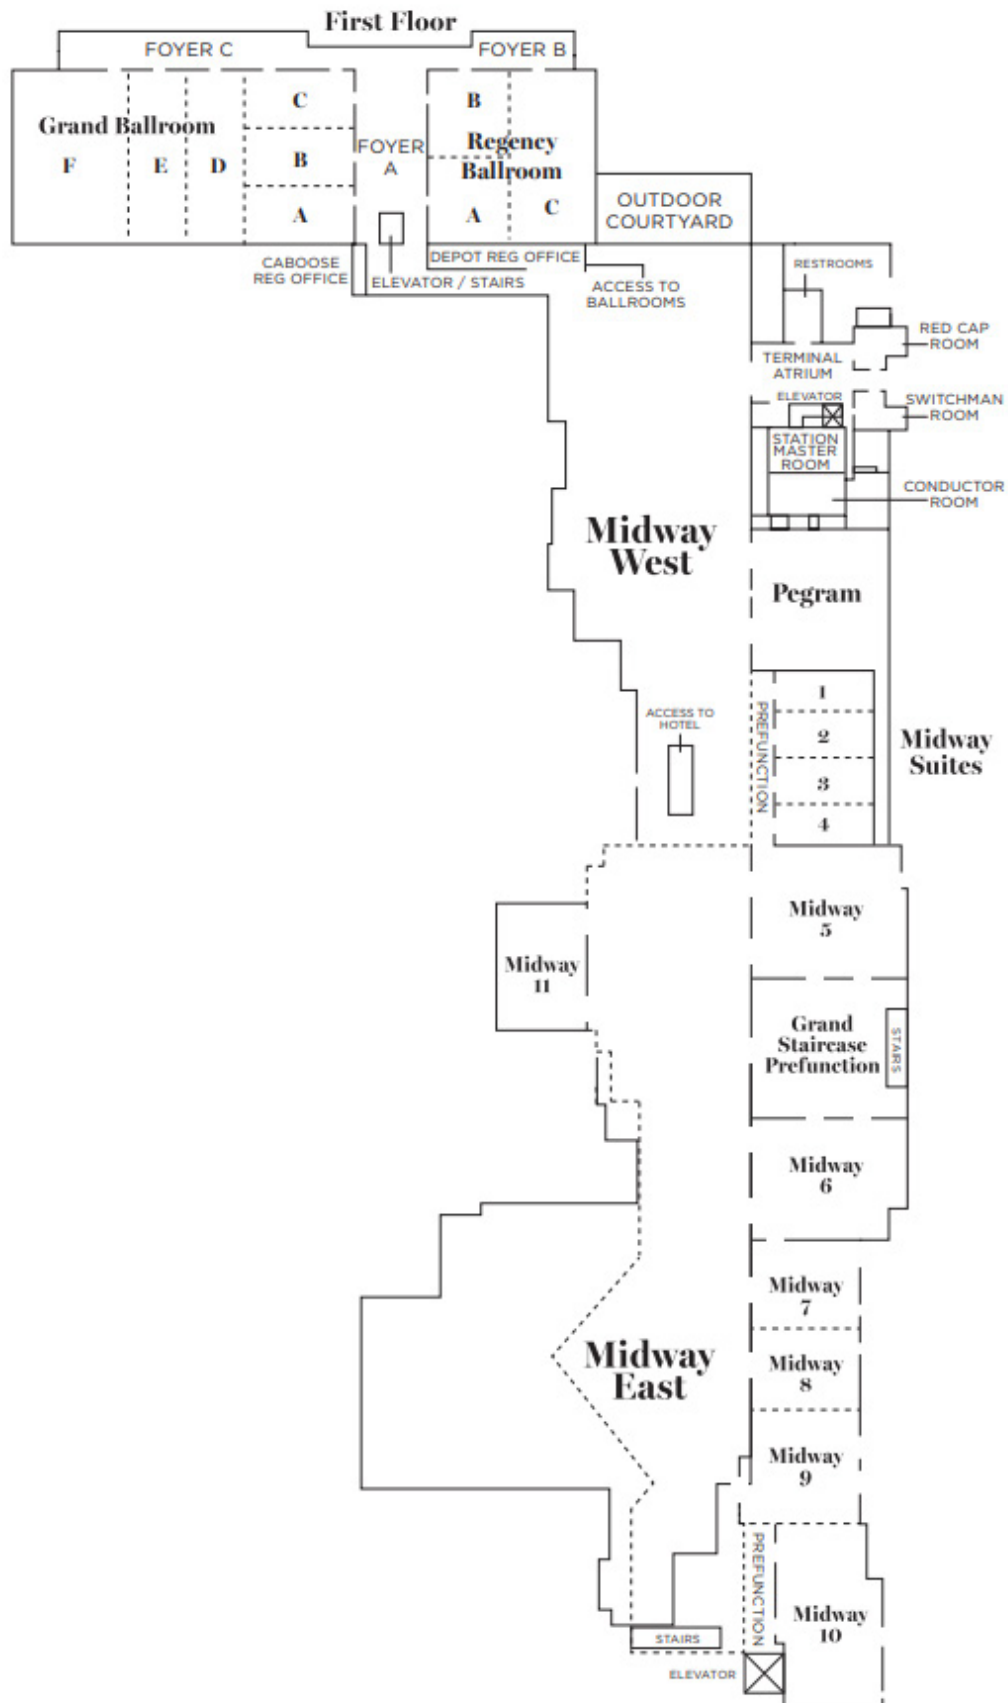 First Floor
FOYER C
FOYER B
Grand Ballroom
F
E
D
C
B
A
FOYER
A
B
Regency
Ballroom
A
C
OUTDOOR
COURTYARD
CABOOSE
REG OFFICE
ELEVATOR / STAIRS
DEPOT REG OFFICE
ACCESS TO
BALLROOMS
RESTROOMS
RED CAP
ROOM
TERMINAL
ATRIUM
ELEVATOR
SWITCHMAN
ROOM
STATION
MASTER
ROOM
CONDUCTOR
ROOM
Midway
West
Pegram
ACCESS TO
HOTEL
PREFUNCTION
1
2
3
4
Midway
Suites
Midway
5
Midway
11
Grand
Staircase
Prefunction
STAIRS
Midway
6
Midway
7
Midway
East
Midway
8
Midway
9
PREFUNCTION
Midway
10
STAIRS
ELEVATOR